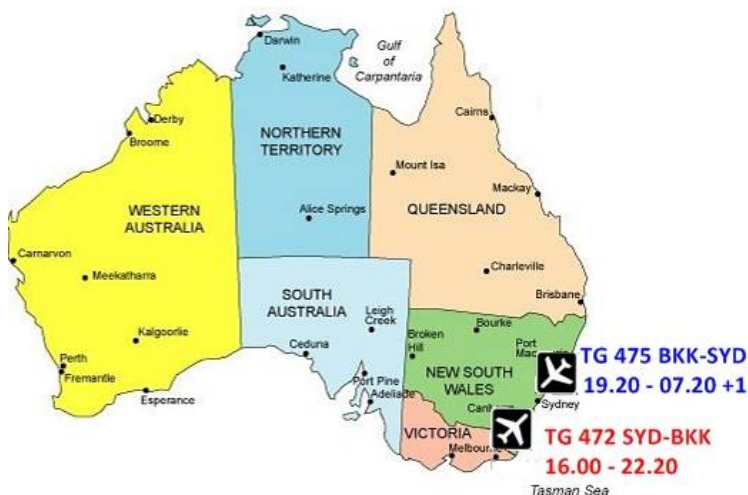 Darwin
Gulf
of
Carpantaria
Katherine
Cairns
Derby
Broome
NORTHERN
TERRITORY
Mount Isa
Mackay
WESTERN
AUSTRALIA
Alice Springs
QUEENSLAND
Carnarvon
Meekatharra
Charleville
SOUTH
AUSTRALIA
Leigh
Creek
Brisbane
Kalgoorlie
Ceduna
Broken
Hill
Bourke
Port
TG 475 BKK-SYD
19.20 - 07.20 +1
Perth
Fremantle
Esperance
Port Pine
Adelaide
NEW SOUTH
WALES
Sydney
VICTORIA
TG 472 SYD-BKK
16.00 - 22.20
Tasman Sea